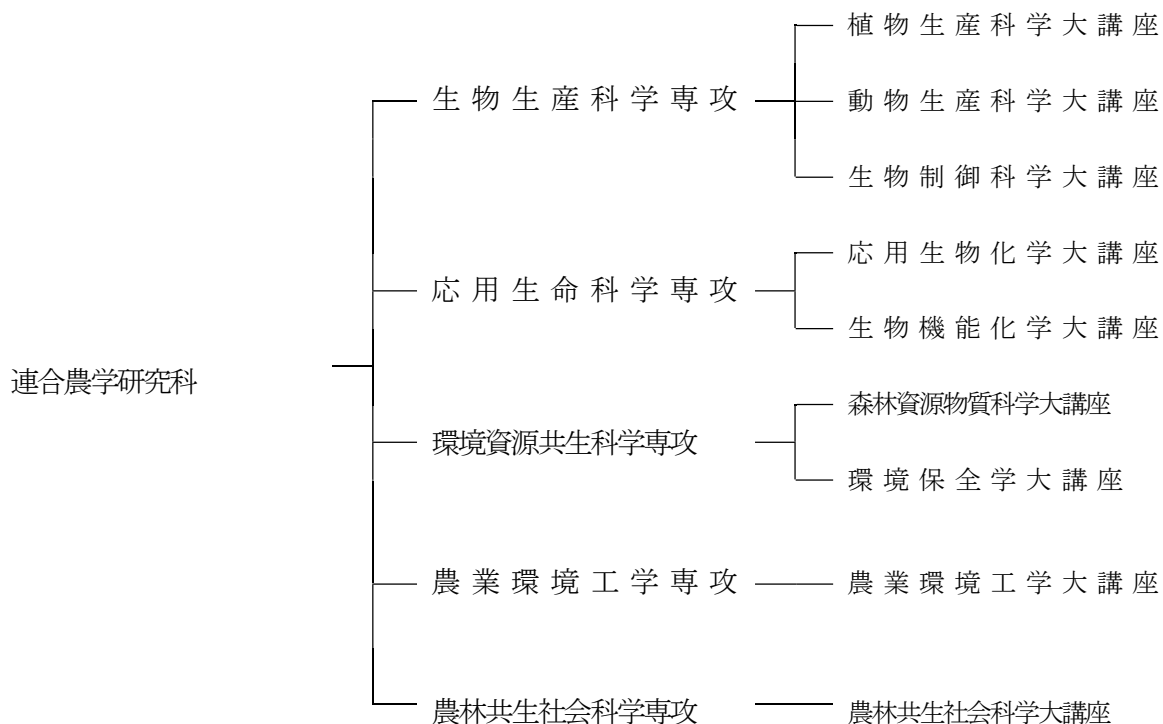 連合農学研究科
生物生産科学専攻
植物生産科学大講座
動物生産科学大講座
生物制御科学大講座
応用生命科学専攻
応用生物化学大講座
生物機能化学大講座
環境資源共生科学専攻
森林資源物質科学大講座
環境保全学大講座
農業環境工学専攻
農業環境工学大講座
農林共生社会科学専攻
農林共生社会科学大講座